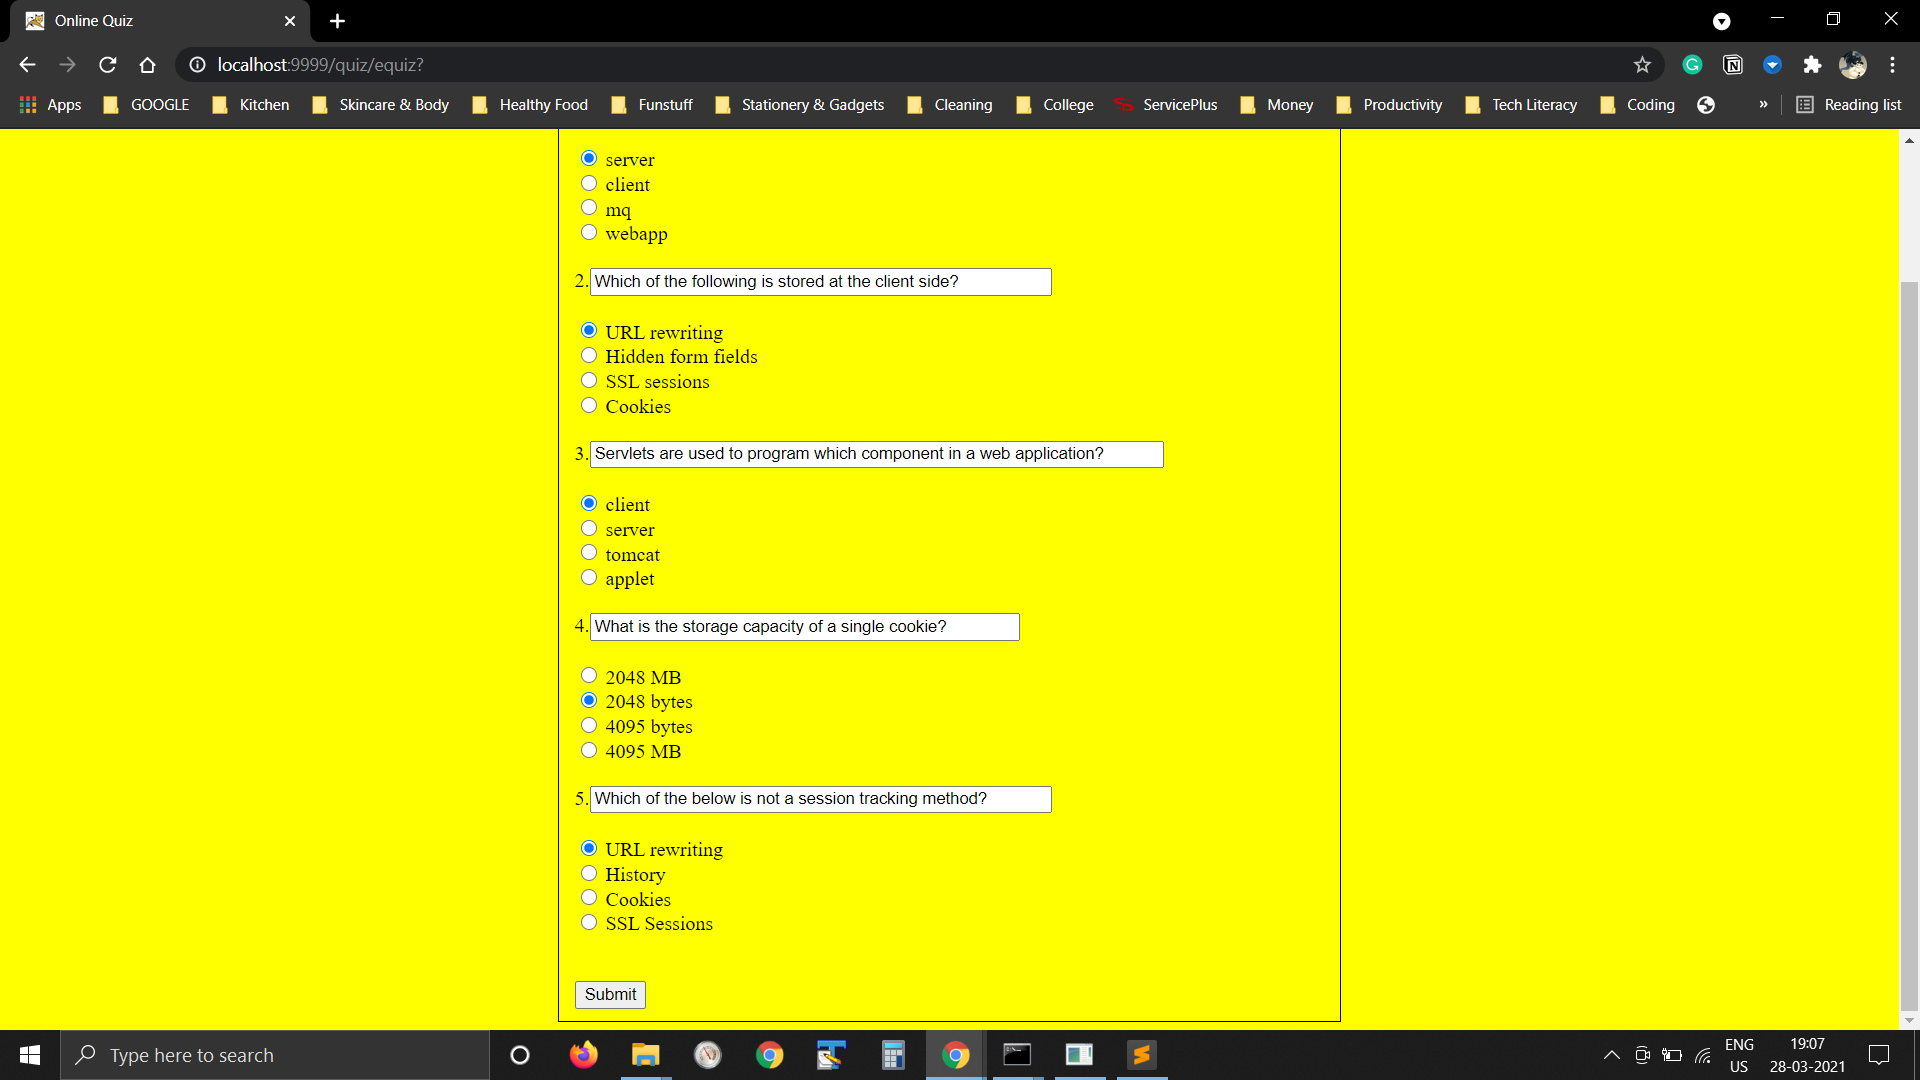 Online Quiz
localhost:9999/quiz/equiz?
Apps GOOGLE Kitchen Skincare & Body Healthy Food Funstuff Stationery & Gadgets Cleaning College ServicePlus Money Productivity Tech Literacy Coding » Reading list
server
client
mq
webapp
2. Which of the following is stored at the client side?
URL rewriting
Hidden form fields
SSL sessions
Cookies
3. Servlets are used to program which component in a web application?
client
server
tomcat
applet
4. What is the storage capacity of a single cookie?
2048 MB
2048 bytes
4095 bytes
4095 MB
5. Which of the below is not a session tracking method?
URL rewriting
History
Cookies
SSL Sessions
Submit
Type here to search
ENG
US
19:07
28-03-2021